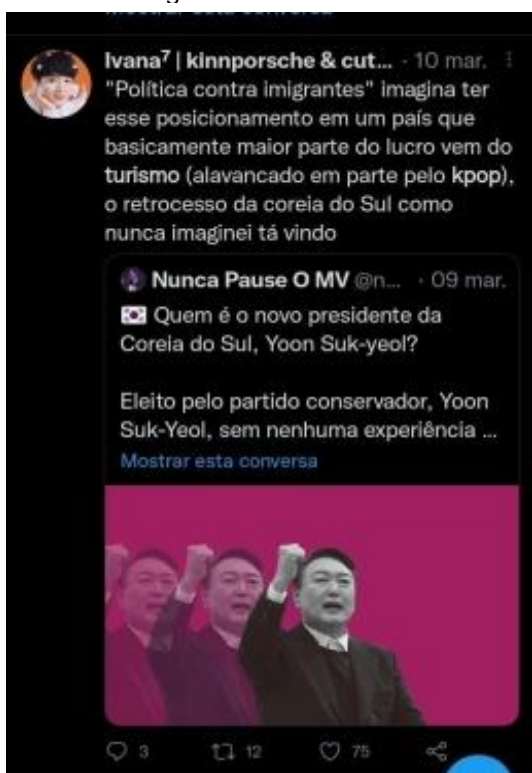 Ivana⁷ | kinnporsche & cut... · 10 mar.
"Política contra imigrantes" imagina ter
esse posicionamento em um país que
basicamente maior parte do lucro vem do
turismo (alavancado em parte pelo kpop),
o retrocesso da coreia do Sul como
nunca imaginei tá vindo
Nunca Pause O MV @n... · 09 mar.
🇰🇷 Quem é o novo presidente da
Coreia do Sul, Yoon Suk-yeol?
Eleito pelo partido conservador, Yoon
Suk-Yeol, sem nenhuma experiência ...
Mostrar esta conversa
3 12 75